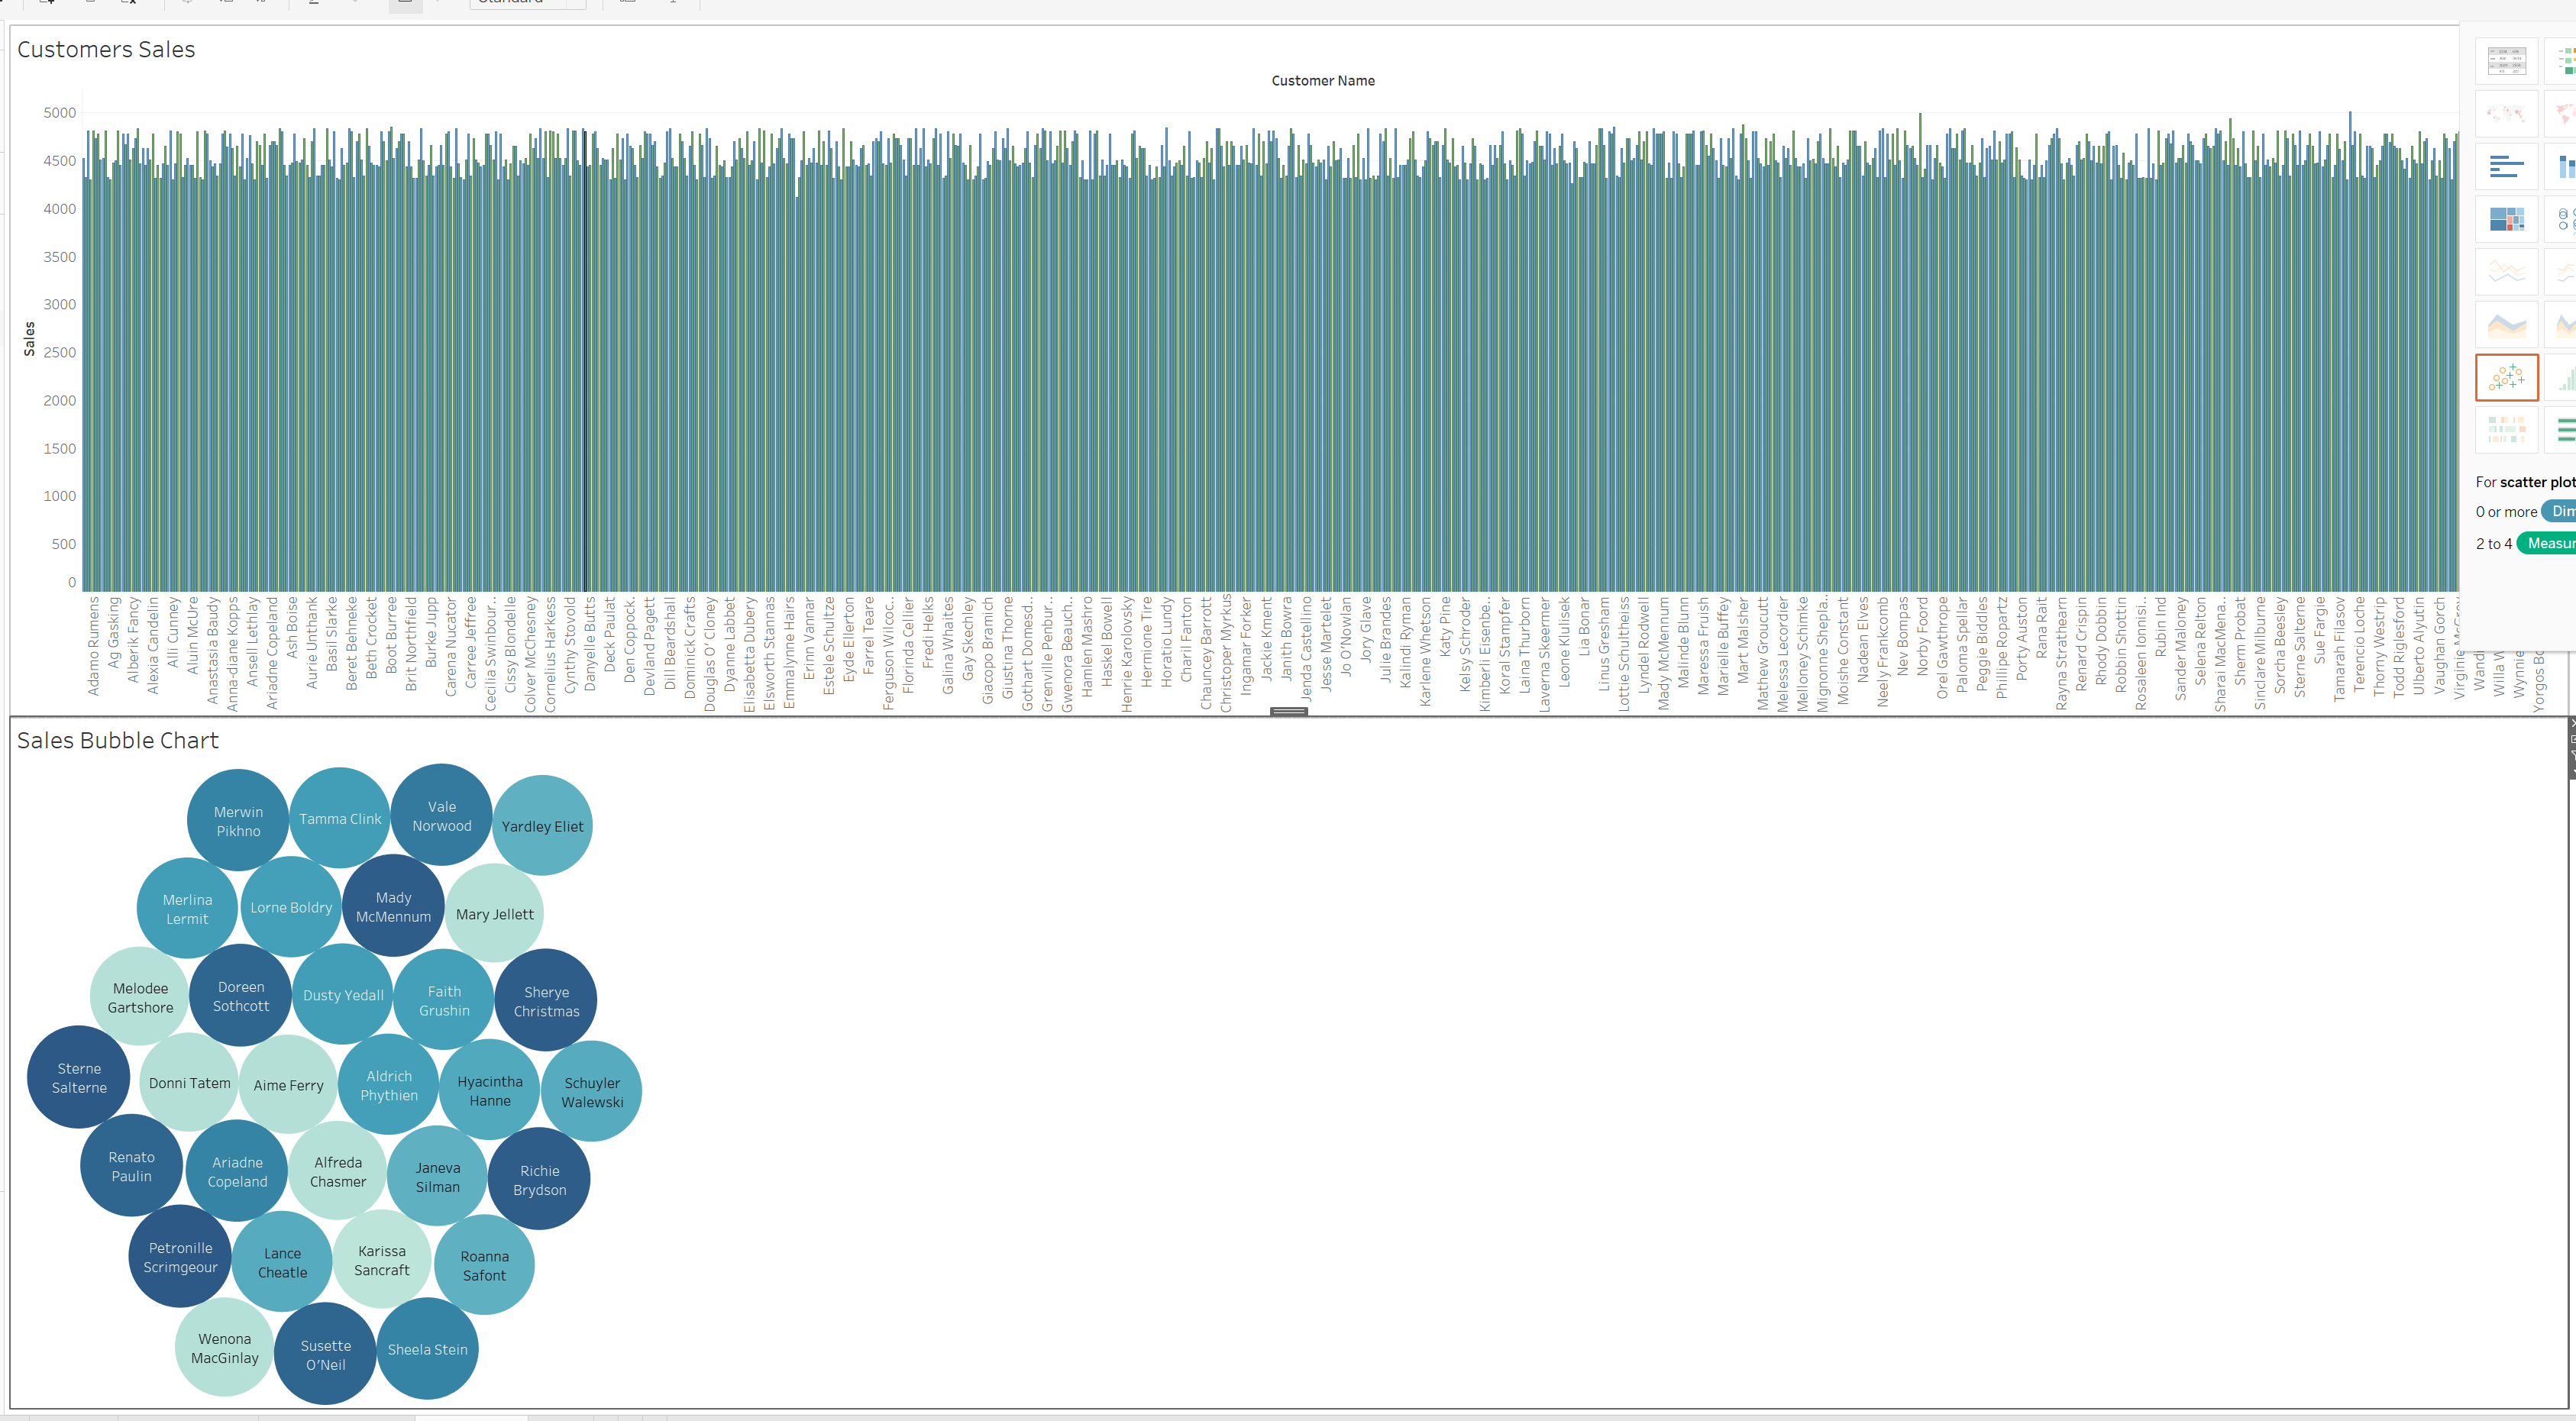 Customers Sales
Customer Name
5000
4500
4000
3500
3000
2500
2000
1500
1000
500
0
Sales
Adamo Rumens
Ag Gasking
Alberik Fancy
Alexia Candelin
Alli Cunney
Aluin McUre
Anastasia Baudy
Anna-diane Kopps
Ansell Lethlay
Ariadne Copeland
Ash Boise
Aurie Unthank
Basil Slarke
Beret Behneke
Beth Crocket
Boot Burree
Brit Northfield
Burke Jupp
Carena Nucator
Carree Jeffree
Cecilia Swinbour..
Cissy Blondelle
Colver McChesney
Cornelius Harkess
Cynthy Stovold
Danyelle Butts
Deck Paulat
Den Coppock..
Devland Pagett
Dill Beardshall
Dominick Crafts
Douglas O' Cloney
Dyanne Labbet
Elisabetta Dubery
Elsworth Stannas
Emmalynne Hairs
Erinn Vannar
Estele Schultze
Eyde Ellerton
Farrel Teare
Ferguson Wilcoc..
Florinda Cellier
Fredi Helks
Galina Whaites
Gay Skechley
Giacopo Bramich
Giustina Thorne
Gothart Domesd..
Grenville Penbur..
Gwenora Beauch..
Hamlen Mashro
Haskel Bowell
Henrie Karolovsky
Hermione Tire
Horatio Lundy
Charil Fanton
Chauncey Barrott
Christoper Myrkus
Ingamar Forker
Jackie Kment
Janith Bowra
Jenda Castellino
Jesse Martelet
Jo O'Nowlan
Jory Glave
Julie Brandes
Kalindi Ryman
Karlene Whetson
Katy Pine
Kelsy Schroder
Kimberli Eisenbe..
Koral Stampfer
Laina Thurborn
Laverna Skeermer
Leone Klulisek
Lia Bonar
Linus Gresham
Lottie Schultheiss
Lyndel Rodwell
Mady McMennum
Malinde Blunn
Maressa Fruish
Marielle Buffey
Mart Malsher
Mathew Groucutt
Melessa Lecordier
Melloney Schimke
Mignonne Shepla..
Moishe Constant
Nadean Elves
Neely Frankcomb
Nev Bompas
Norby Ford
Orel Gawthrope
Paloma Spellar
Peggie Biddles
Phillipe Ropartz
Porty Auston
Rana Rait
Rayna Strathearn
Renard Crispin
Rhody Dobbin
Robbin Shottin
Rosaleen Ionnisi..
Rubin Ind
Sander Maloney
Selena Relton
Sharai MacMena..
Sherm Probat
Sinclare Milburne
Sorcha Beesley
Sterne Salterne
Sue Fargie
Tamarah Filasov
Terencio Loche
Thorny Westrip
Todd Riglesford
Ulberto Alyutin
Vaughan Gorch
Virginie
Wandi
Willa W
Wynnie
Yorgos Bo
For scatter plot
0 or more Dim
2 to 4 Measur
Sales Bubble Chart
Merwin
Pikhno
Tamma Clink
Vale
Norwood
Yardley Eliet
Merlina
Lermit
Lorne Boldry
Mady
McMennum
Mary Jellett
Melodee
Gartshore
Doreen
Sothcott
Dusty Yedall
Faith
Grushin
Sherye
Christmas
Sterne
Salterne
Donni Tatem
Aime Ferry
Aldrich
Phythien
Hyacintha
Hanne
Schuyler
Walewski
Renato
Paulin
Ariadne
Copeland
Alfreda
Chasmer
Janeva
Silman
Richie
Brydson
Petronille
Scrimgeour
Lance
Cheatle
Karissa
Sancraft
Roanna
Safont
Wenona
MacGinlay
Susette
O'Neil
Sheela Stein